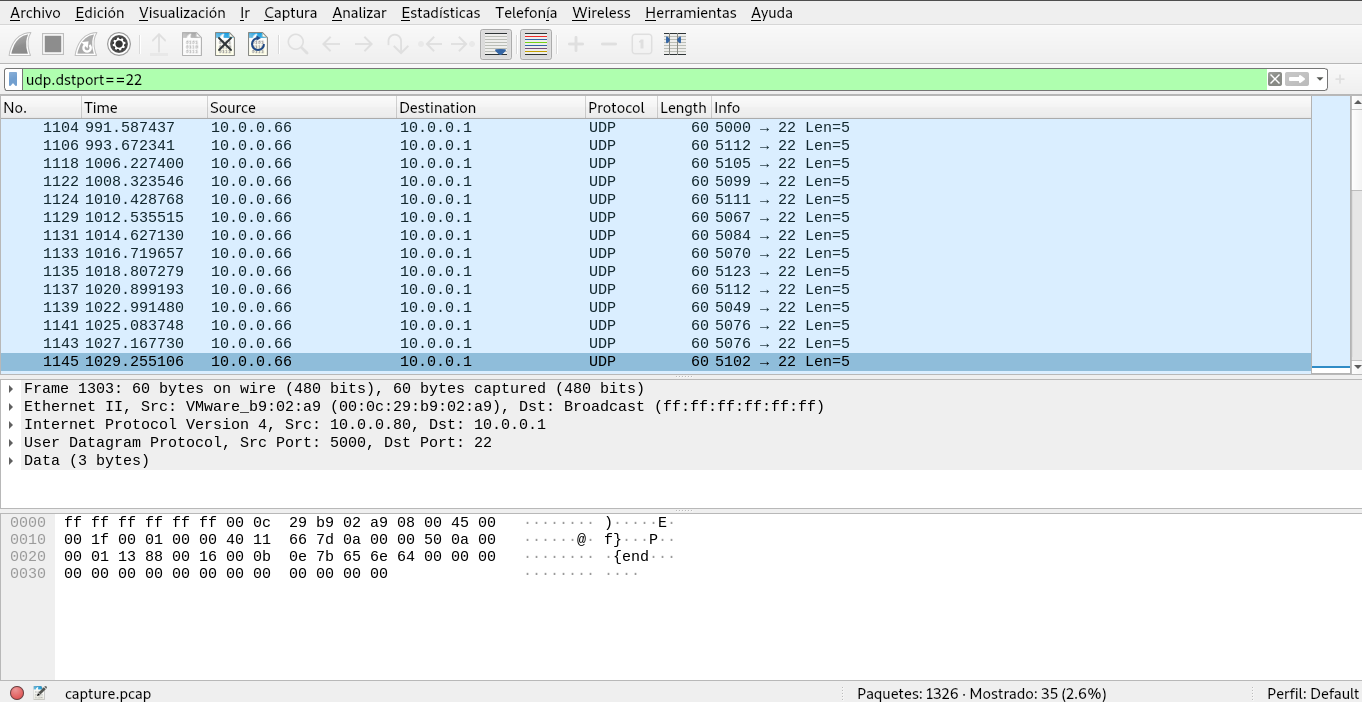 Archivo Edición Visualización Ir Captura Analizar Estadísticas Telefonía Wireless Herramientas Ayuda
udp.dstport==22
No. Time Source Destination Protocol Length Info
1104 991.587437 10.0.0.66 10.0.0.1 UDP 60 5000 → 22 Len=5
1106 993.672341 10.0.0.66 10.0.0.1 UDP 60 5112 → 22 Len=5
1118 1006.227400 10.0.0.66 10.0.0.1 UDP 60 5105 → 22 Len=5
1122 1008.323546 10.0.0.66 10.0.0.1 UDP 60 5099 → 22 Len=5
1124 1010.428768 10.0.0.66 10.0.0.1 UDP 60 5111 → 22 Len=5
1129 1012.535515 10.0.0.66 10.0.0.1 UDP 60 5067 → 22 Len=5
1131 1014.627130 10.0.0.66 10.0.0.1 UDP 60 5084 → 22 Len=5
1133 1016.719657 10.0.0.66 10.0.0.1 UDP 60 5070 → 22 Len=5
1135 1018.807279 10.0.0.66 10.0.0.1 UDP 60 5123 → 22 Len=5
1137 1020.899193 10.0.0.66 10.0.0.1 UDP 60 5112 → 22 Len=5
1139 1022.991480 10.0.0.66 10.0.0.1 UDP 60 5049 → 22 Len=5
1141 1025.083748 10.0.0.66 10.0.0.1 UDP 60 5076 → 22 Len=5
1143 1027.167730 10.0.0.66 10.0.0.1 UDP 60 5076 → 22 Len=5
1145 1029.255106 10.0.0.66 10.0.0.1 UDP 60 5102 → 22 Len=5
Frame 1303: 60 bytes on wire (480 bits), 60 bytes captured (480 bits)
Ethernet II, Src: VMware_b9:02:a9 (00:0c:29:b9:02:a9), Dst: Broadcast (ff:ff:ff:ff:ff:ff)
Internet Protocol Version 4, Src: 10.0.0.80, Dst: 10.0.0.1
User Datagram Protocol, Src Port: 5000, Dst Port: 22
Data (3 bytes)
0000 ff ff ff ff ff ff 00 0c 29 b9 02 a9 08 00 45 00 ········ )·····E·
0010 00 1f 00 01 00 00 40 11 66 7d 0a 00 00 50 0a 00 ······@· f}···P··
0020 00 01 13 88 00 16 00 0b 0e 7b 65 6e 64 00 00 00 ········ ·{end···
0030 00 00 00 00 00 00 00 00 00 00 00 00 ········ ····
capture.pcap Paquetes: 1326 · Mostrado: 35 (2.6%) Perfil: Default